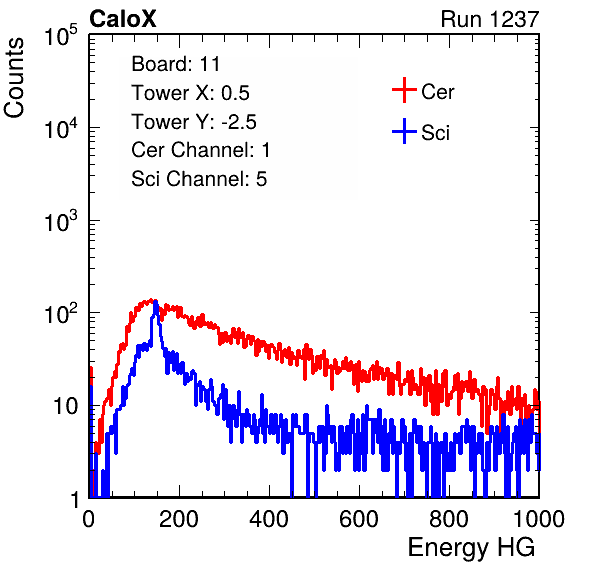 CaloX Run 1237
Counts
10^5
10^4
10^3
10^2
10
1
Board: 11
Tower X: 0.5
Tower Y: -2.5
Cer Channel: 1
Sci Channel: 5
Cer
Sci
0 200 400 600 800 1000
Energy HG